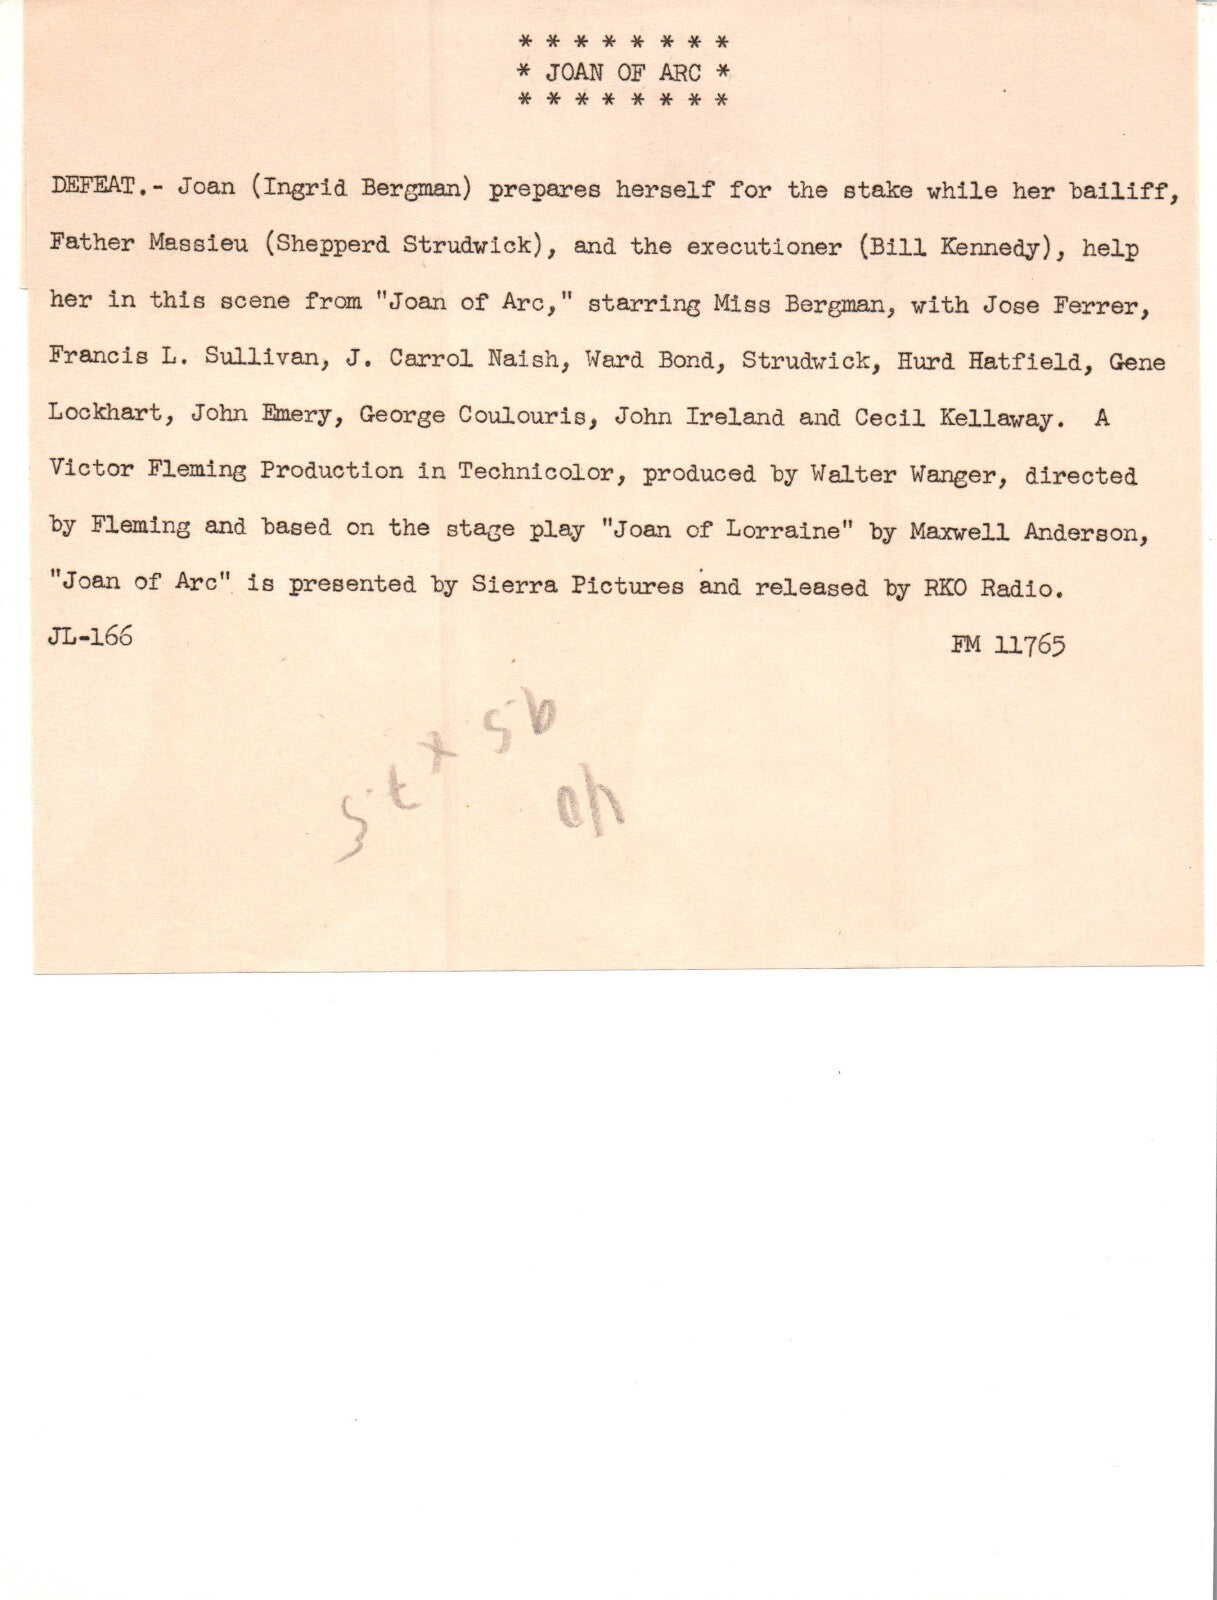 * * * * * * * *
* JOAN OF ARC *
* * * * * * * *
DEFEAT.- Joan (Ingrid Bergman) prepares herself for the stake while her bailiff,
Father Massieu (Shepperd Strudwick), and the executioner (Bill Kennedy), help
her in this scene from "Joan of Arc," starring Miss Bergman, with Jose Ferrer,
Francis L. Sullivan, J. Carrol Naish, Ward Bond, Strudwick, Hurd Hatfield, Gene
Lockhart, John Emery, George Coulouris, John Ireland and Cecil Kellaway.  A
Victor Fleming Production in Technicolor, produced by Walter Wanger, directed
by Fleming and based on the stage play "Joan of Lorraine" by Maxwell Anderson,
"Joan of Arc" is presented by Sierra Pictures and released by RKO Radio.
JL-166 FM 11765